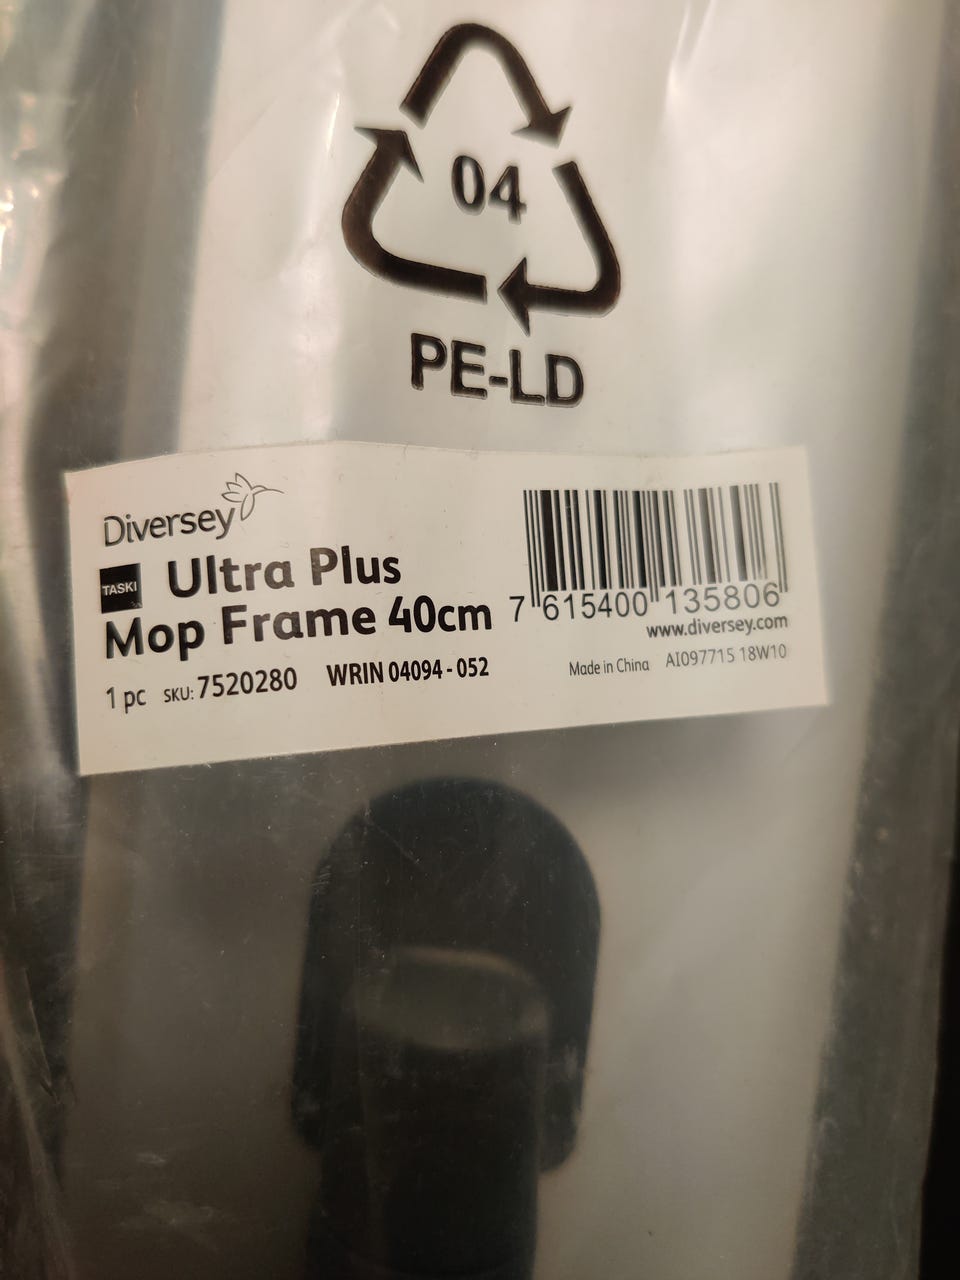 04
PE-LD
Diversey
TASKI Ultra Plus
Mop Frame 40cm
1 pc SKU: 7520280 WRIN 04094 - 052
7 615400 135806
www.diversey.com
Made in China AI097715 18W10